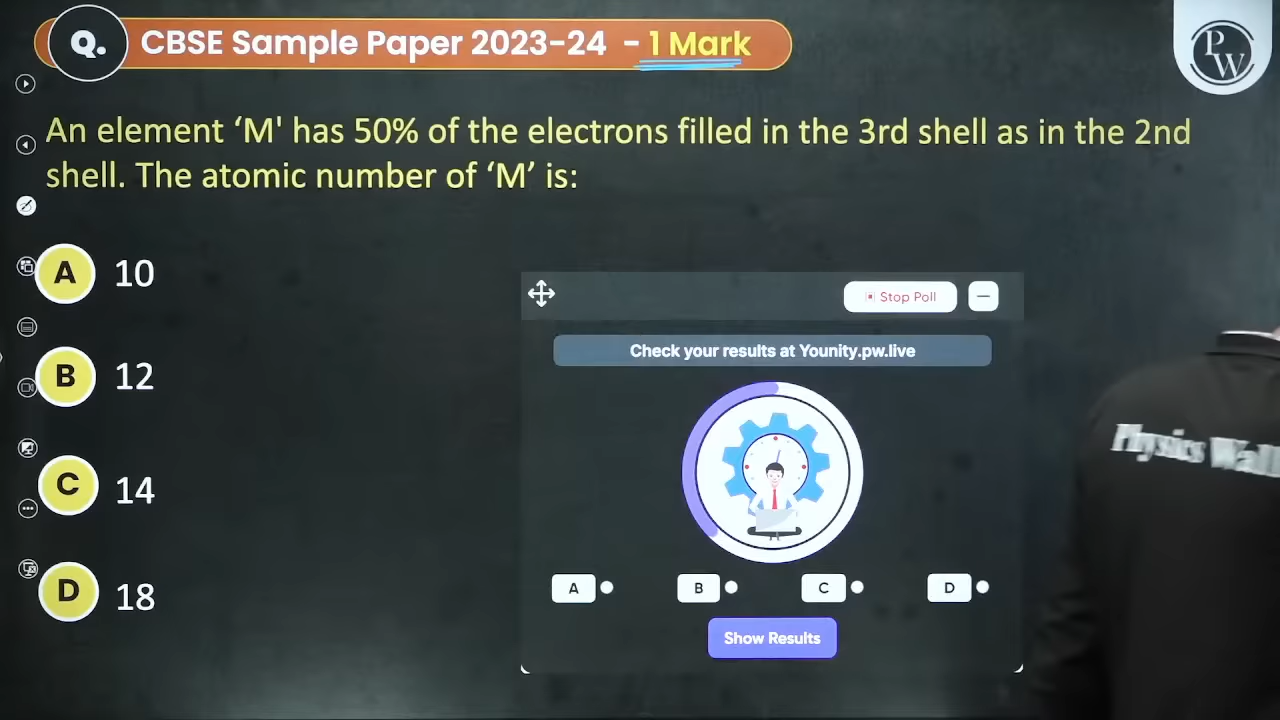 Q. CBSE Sample Paper 2023-24 - 1 Mark
PW
An element ‘M' has 50% of the electrons filled in the 3rd shell as in the 2nd
shell. The atomic number of ‘M’ is:
A 10
B 12
C 14
D 18
Stop Poll
Check your results at Younity.pw.live
A B C D
Show Results
Physics Wall